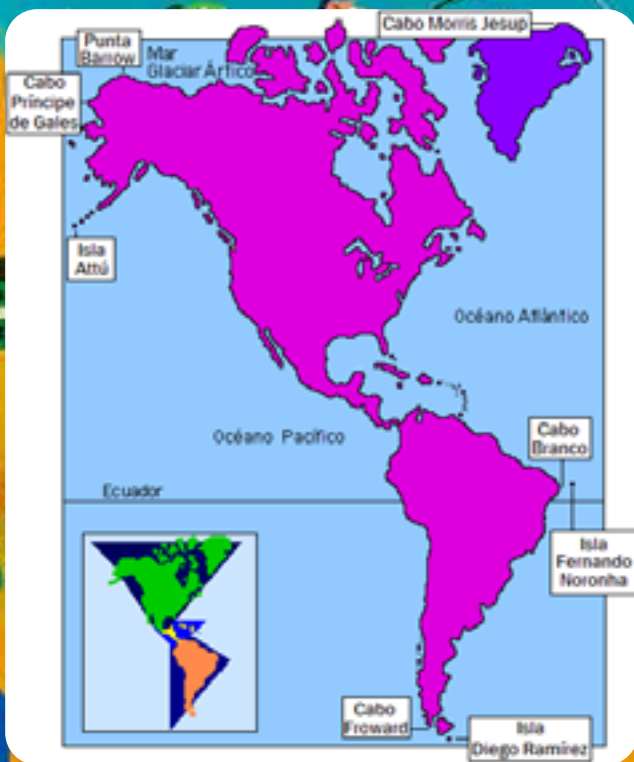 Cabo Morris Jesup
Punta
Barrow
Mar
Glaciar Ártico
Cabo
Príncipe
de Gales
Isla
Attú
Océano Atlántico
Océano Pacífico
Cabo
Branco
Ecuador
Isla
Fernando
Noronha
Cabo
Froward
Isla
Diego Ramírez